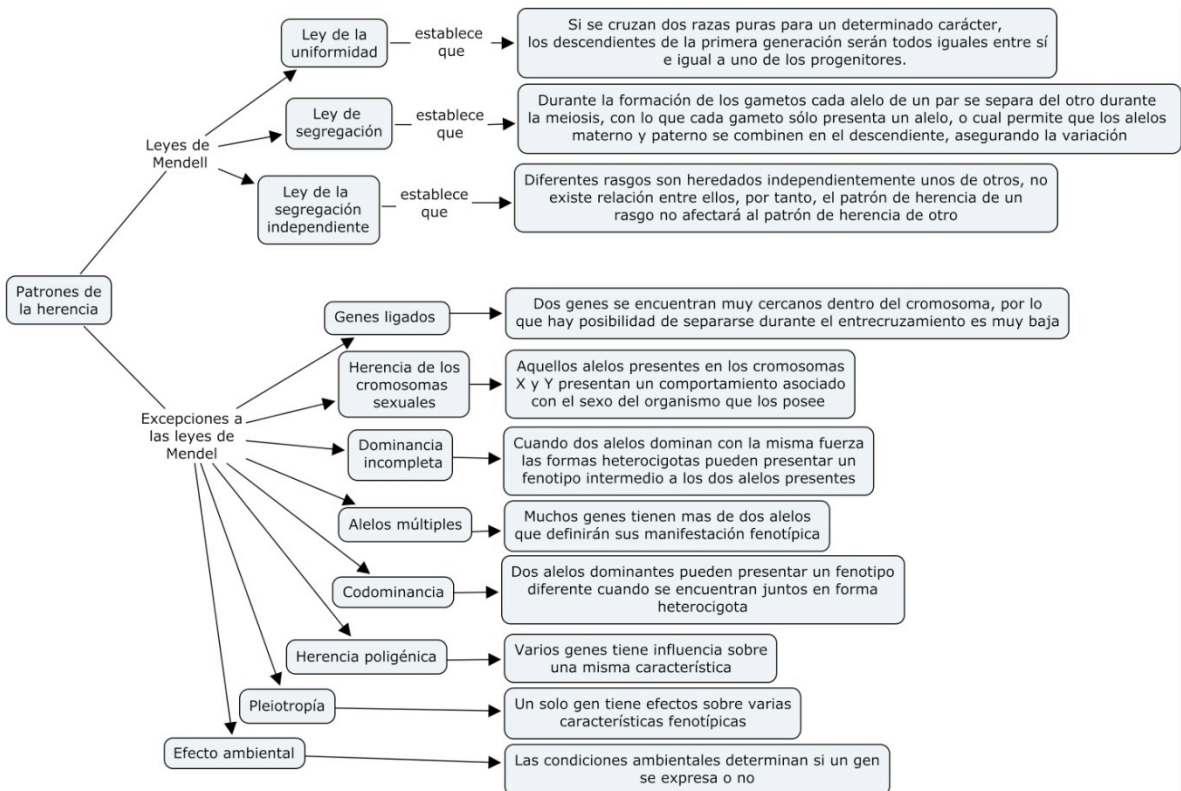 Patrones de
la herencia
Leyes de
Mendell
Ley de la
uniformidad
establece
que
Si se cruzan dos razas puras para un determinado carácter,
los descendientes de la primera generación serán todos iguales entre sí
e igual a uno de los progenitores.
Ley de
segregación
establece
que
Durante la formación de los gametos cada alelo de un par se separa del otro durante
la meiosis, con lo que cada gameto sólo presenta un alelo, o cual permite que los alelos
materno y paterno se combinen en el descendiente, asegurando la variación
Ley de la
segregación
independiente
establece
que
Diferentes rasgos son heredados independientemente unos de otros, no
existe relación entre ellos, por tanto, el patrón de herencia de un
rasgo no afectará al patrón de herencia de otro
Excepciones a
las leyes de
Mendel
Genes ligados
Dos genes se encuentran muy cercanos dentro del cromosoma, por lo
que hay posibilidad de separarse durante el entrecruzamiento es muy baja
Herencia de los
cromosomas
sexuales
Aquellos alelos presentes en los cromosomas
X y Y presentan un comportamiento asociado
con el sexo del organismo que los posee
Dominancia
incompleta
Cuando dos alelos dominan con la misma fuerza
las formas heterocigotas pueden presentar un
fenotipo intermedio a los dos alelos presentes
Alelos múltiples
Muchos genes tienen mas de dos alelos
que definirán sus manifestación fenotípica
Codominancia
Dos alelos dominantes pueden presentar un fenotipo
diferente cuando se encuentran juntos en forma
heterocigota
Herencia poligénica
Varios genes tiene influencia sobre
una misma característica
Pleiotropía
Un solo gen tiene efectos sobre varias
características fenotípicas
Efecto ambiental
Las condiciones ambientales determinan si un gen
se expresa o no